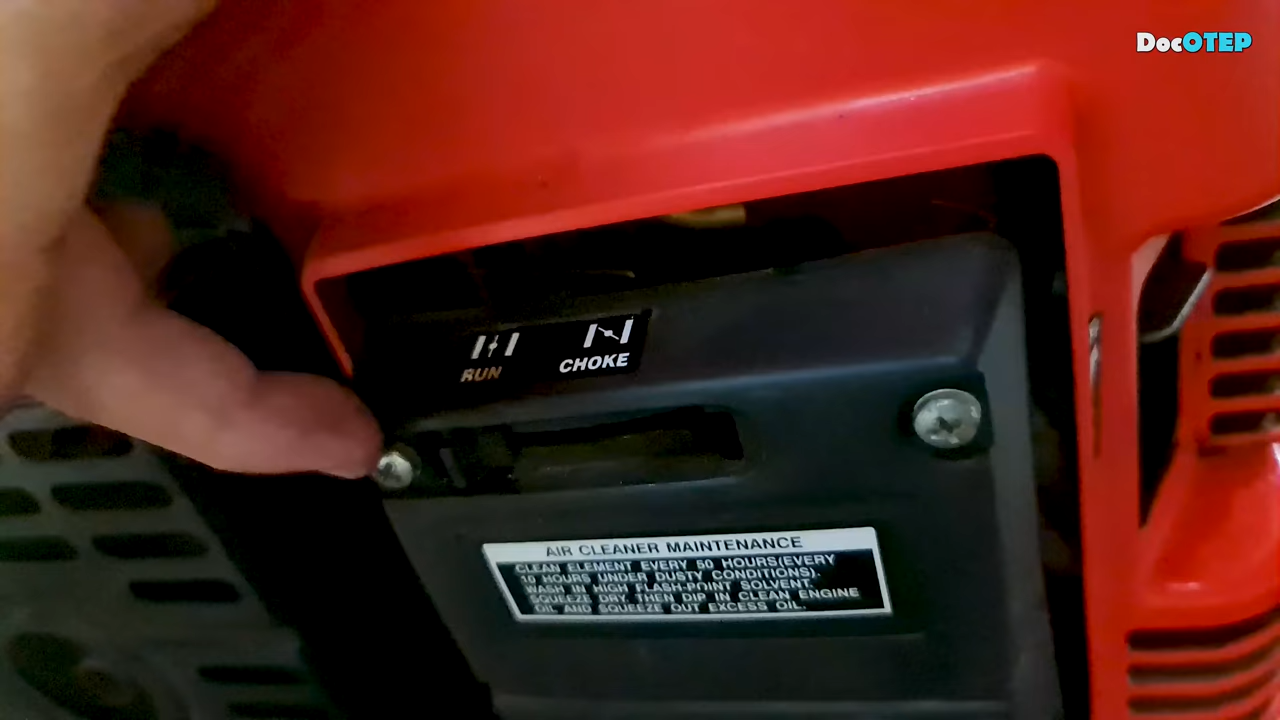 DocOTEP
RUN CHOKE
AIR CLEANER MAINTENANCE
CLEAN ELEMENT EVERY 50 HOURS(EVERY
10 HOURS UNDER DUSTY CONDITIONS).
WASH IN HIGH FLASH-POINT SOLVENT.
SQUEEZE DRY. THEN DIP IN CLEAN ENGINE
OIL AND SQUEEZE OUT EXCESS OIL.